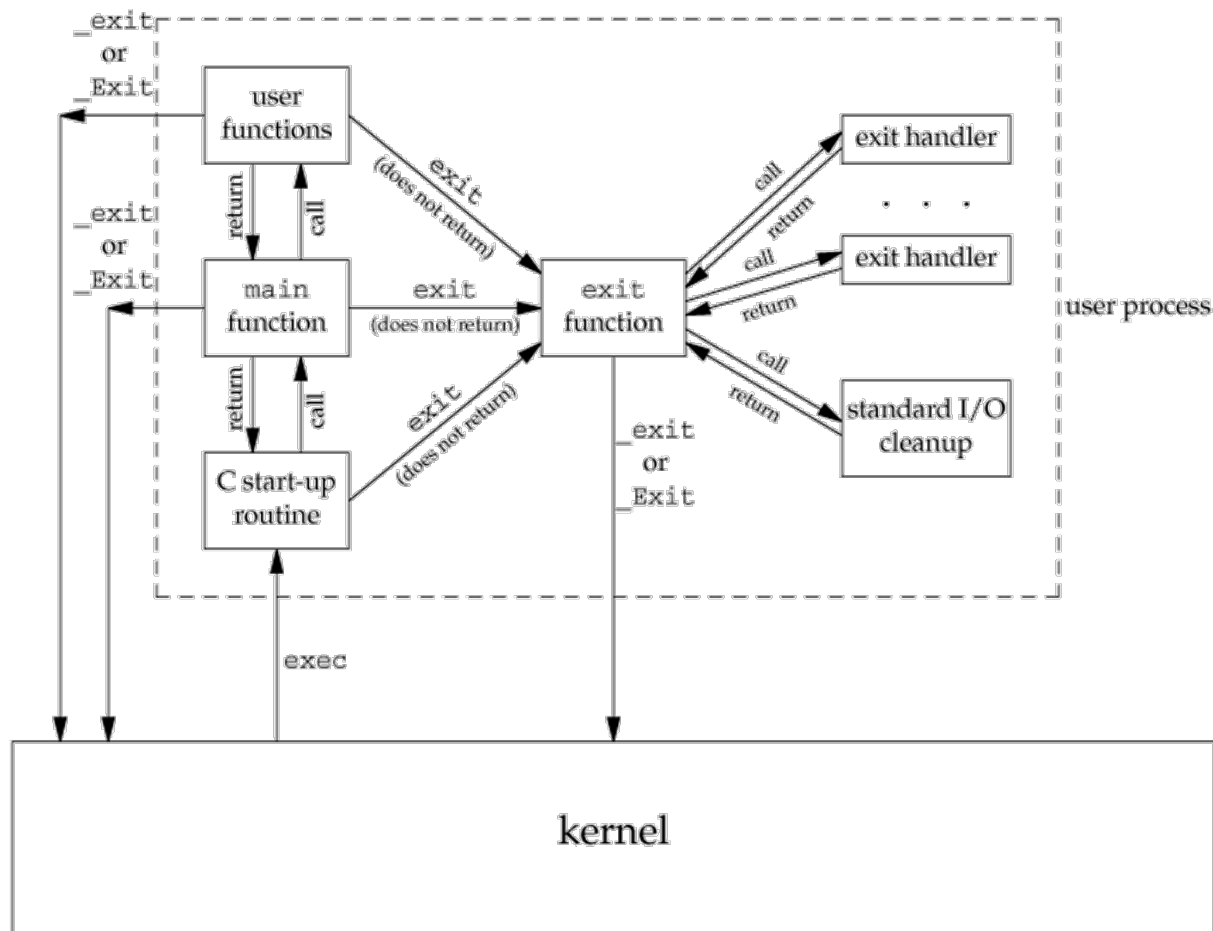 _exit
or
_Exit
user
functions
exit
(does not return)
call
return
exit handler
. . .
return
call
_exit
or
_Exit
main
function
exit
(does not return)
exit
function
call
return
exit handler
user process
return
call
exit
(does not return)
call
return
standard I/O
cleanup
C start-up
routine
_exit
or
_Exit
exec
kernel